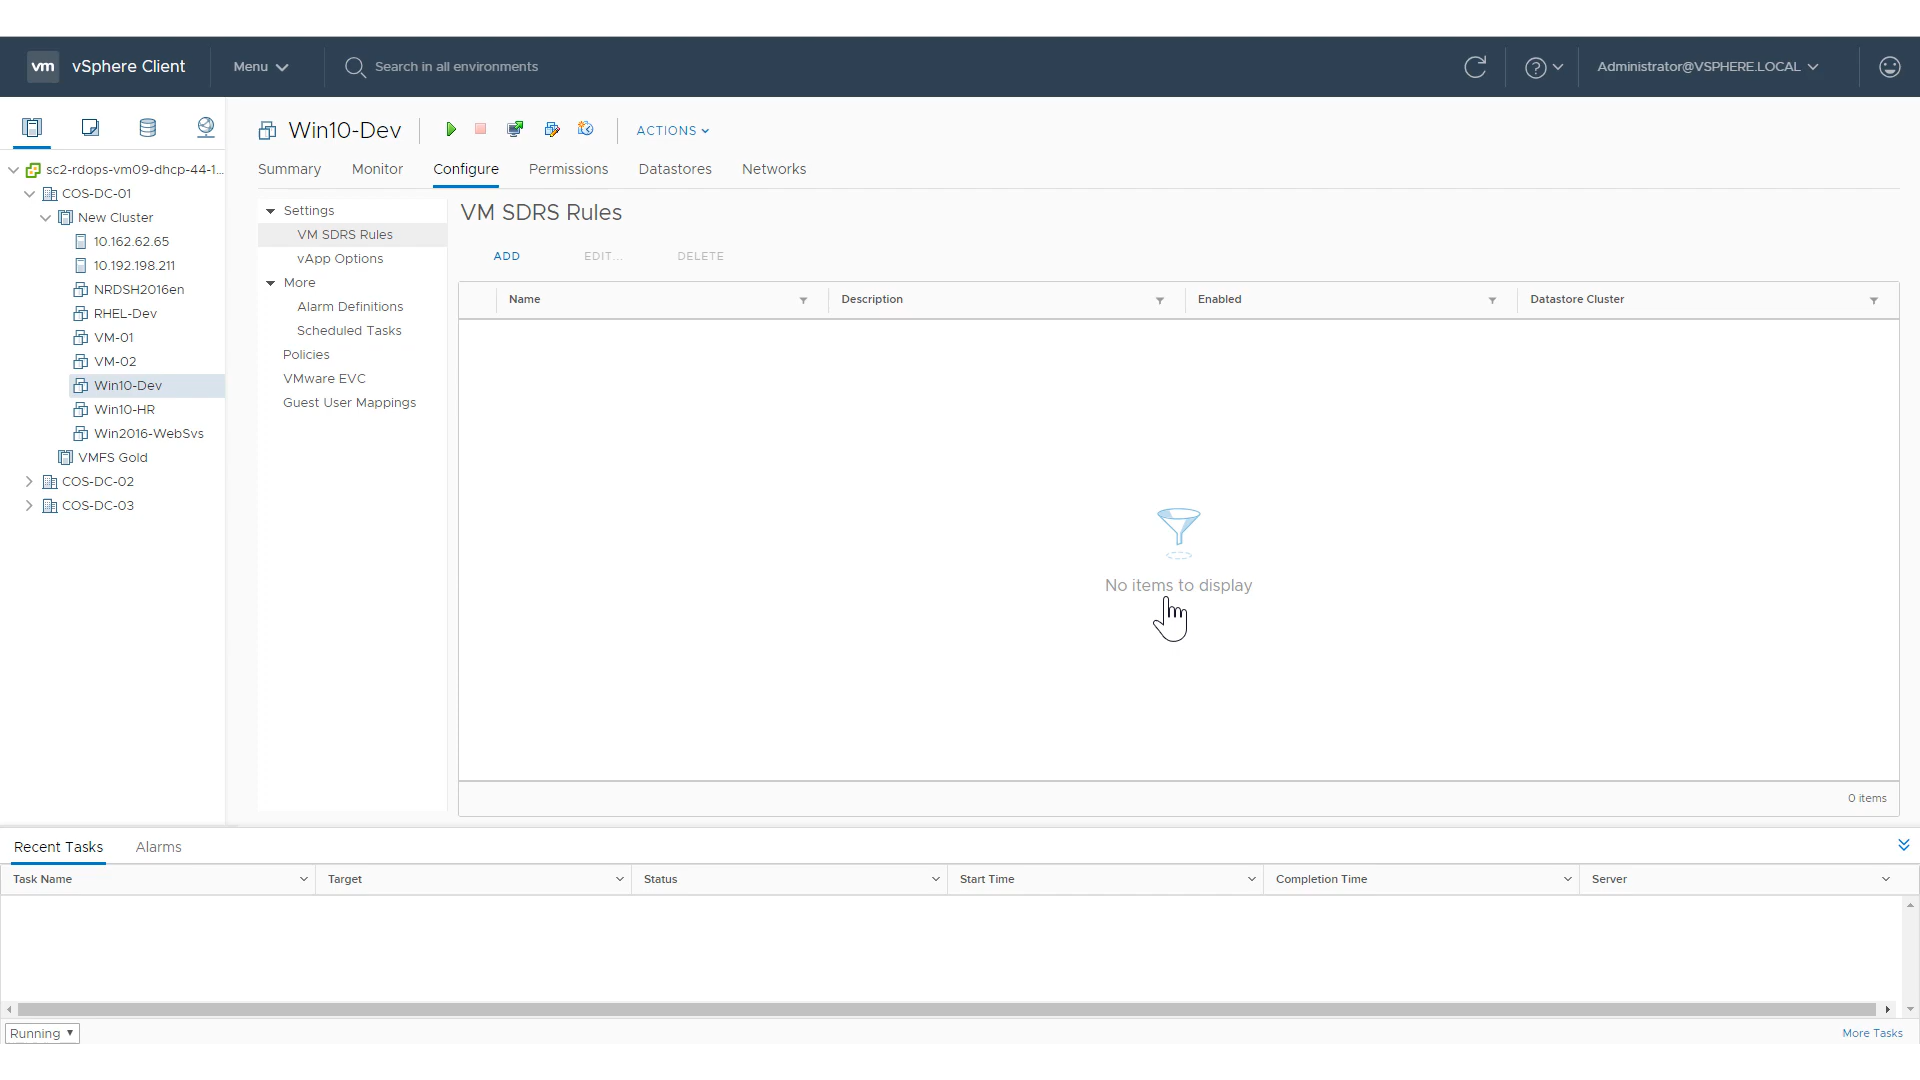 vm vSphere Client Menu Search in all environments Administrator@VSPHERE.LOCAL
Win10-Dev ACTIONS
Summary Monitor Configure Permissions Datastores Networks
sc2-rdops-vm09-dhcp-44-1...
COS-DC-01
New Cluster
10.162.62.65
10.192.198.211
NRDSH2016en
RHEL-Dev
VM-01
VM-02
Win10-Dev
Win10-HR
Win2016-WebSvs
VMFS Gold
COS-DC-02
COS-DC-03
Settings
VM SDRS Rules
vApp Options
More
Alarm Definitions
Scheduled Tasks
Policies
VMware EVC
Guest User Mappings
VM SDRS Rules
ADD EDIT... DELETE
Name Description Enabled Datastore Cluster
No items to display
0 items
Recent Tasks Alarms
Task Name Target Status Start Time Completion Time Server
Running More Tasks